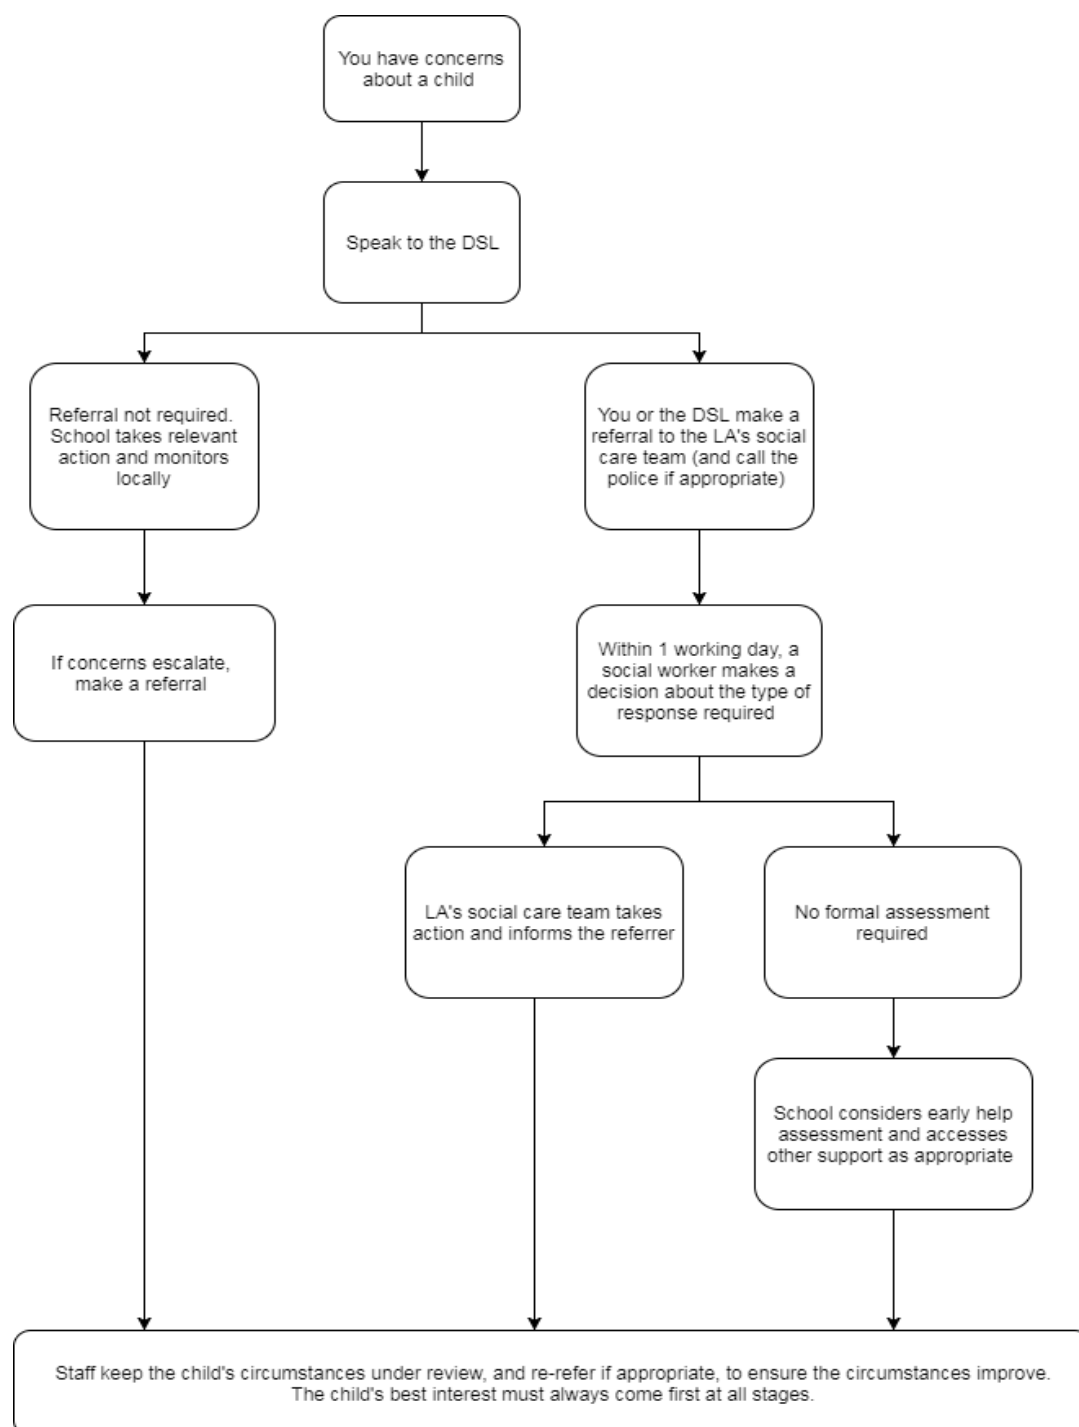 You have concerns
about a child
Speak to the DSL
Referral not required.
School takes relevant
action and monitors
locally
You or the DSL make a
referral to the LA's social
care team (and call the
police if appropriate)
If concerns escalate,
make a referral
Within 1 working day, a
social worker makes a
decision about the type of
response required
LA's social care team takes
action and informs the referrer
No formal assessment
required
School considers early help
assessment and accesses
other support as appropriate
Staff keep the child's circumstances under review, and re-refer if appropriate, to ensure the circumstances improve.
The child's best interest must always come first at all stages.